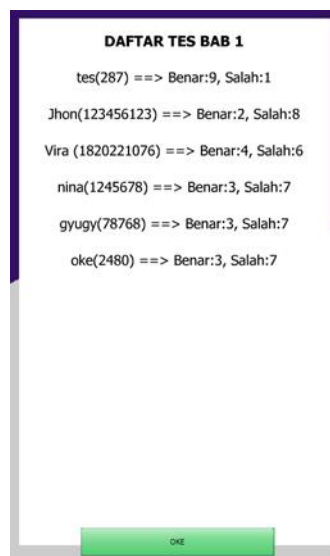 DAFTAR TES BAB 1
tes(287) ==> Benar:9, Salah:1
Jhon(123456123) ==> Benar:2, Salah:8
Vira (1820221076) ==> Benar:4, Salah:6
nina(1245678) ==> Benar:3, Salah:7
gyugy(78768) ==> Benar:3, Salah:7
oke(2480) ==> Benar:3, Salah:7
OKE